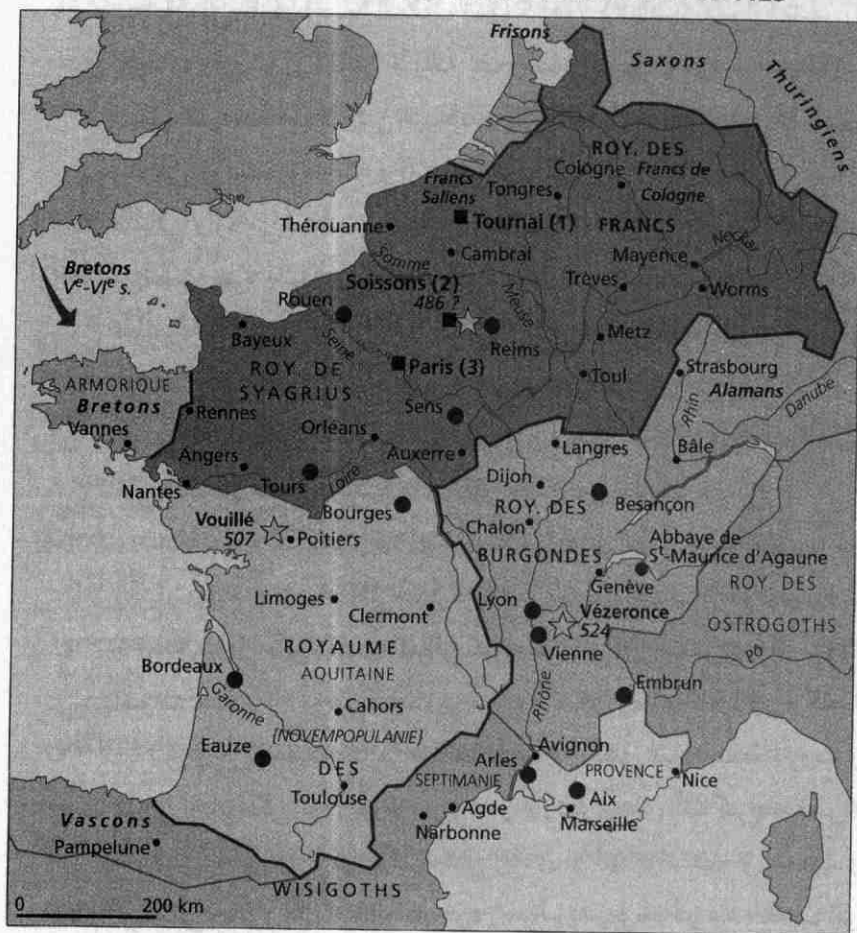 Frisons
Saxons
Thuringiens
ROY. DES
Cologne
Francs de
Cologne
Francs
Saliens
Tongres
Tournai (1)
FRANCS
Thérouanne
Cambrai
Mayence
Neckar
Somme
Bretons
Ve-VIe s.
Soissons (2)
486 ?
Meuse
Trèves
Worms
Rouen
Bayeux
Seine
Reims
Metz
ROY. DE
SYAGRIUS
Paris (3)
Toul
Strasbourg
Alamans
ARMORIQUE
Bretons
Rennes
Vannes
Sens
Rhin
Danube
Orléans
Auxerre
Langres
Bâle
Angers
Nantes
Tours
Loire
Dijon
Bourges
ROY. DES
Besançon
Vouillé
507
Poitiers
Chalon
BURGONDES
Abbaye de
St-Maurice d'Agaune
Genève
ROY. DES
OSTROGOTHS
Limoges
Clermont
Lyon
Vézeronce
524
Vienne
ROYAUME
AQUITAINE
Pô
Bordeaux
Garonne
Cahors
Rhône
Embrun
[NOVEMPOPULANIE]
Eauze
Avignon
Arles
DES
SEPTIMANIE
PROVENCE
Nice
Toulouse
Aix
Agde
Marseille
Narbonne
Vascons
Pampelune
WISIGOTHS
0 200 km